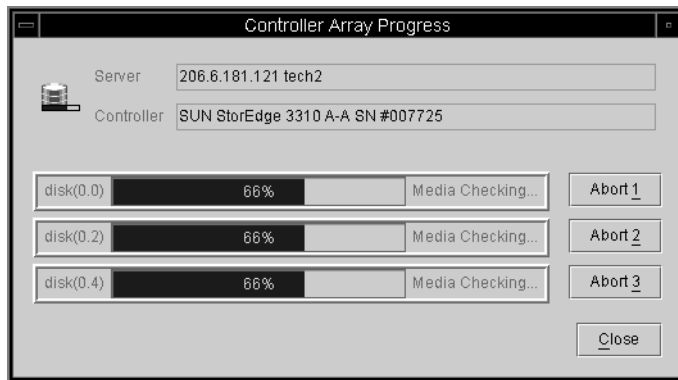 Controller Array Progress
Server 206.6.181.121 tech2
Controller SUN StorEdge 3310 A-A SN #007725
disk(0.0) 66% Media Checking... Abort 1
disk(0.2) 66% Media Checking... Abort 2
disk(0.4) 66% Media Checking... Abort 3
Close